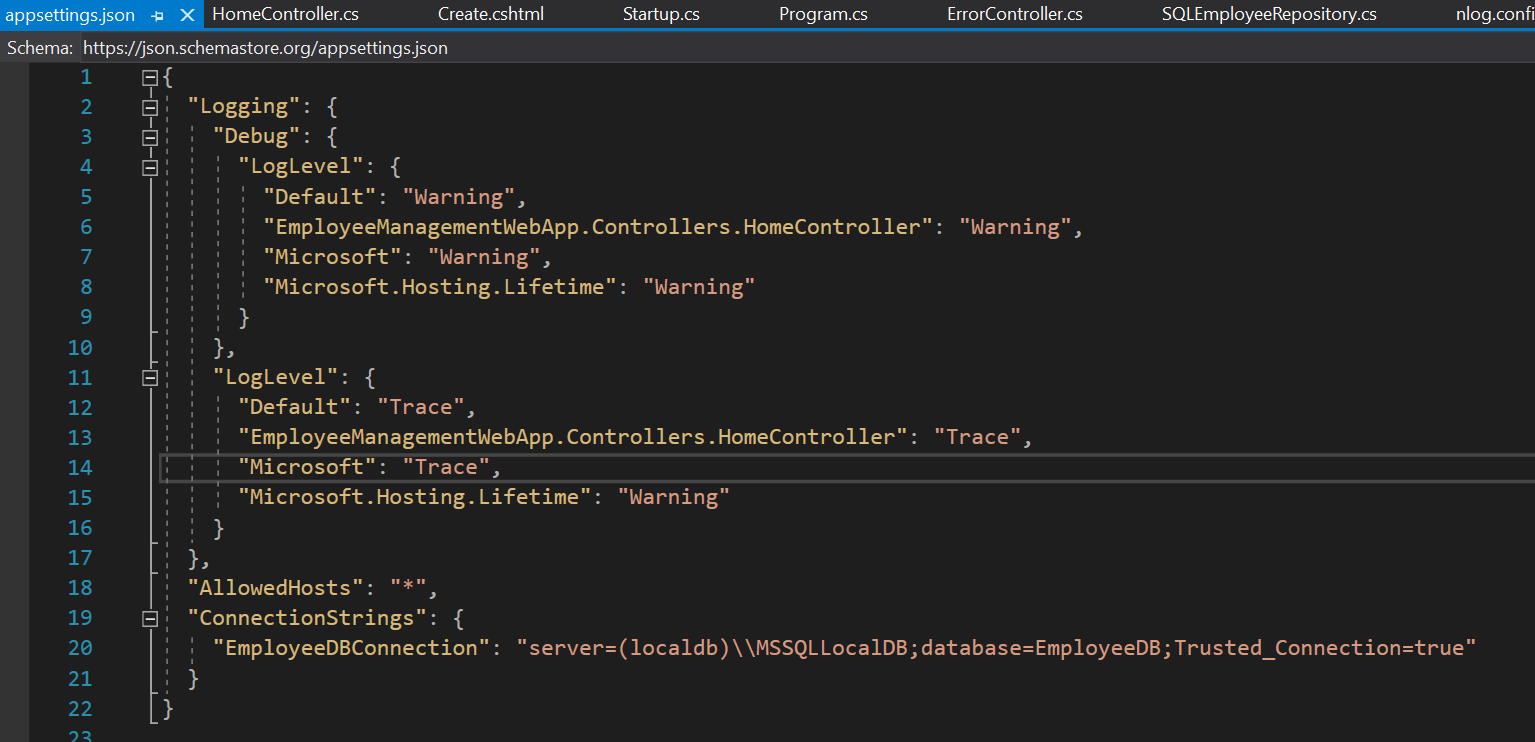 appsettings.json HomeController.cs Create.cshtml Startup.cs Program.cs ErrorController.cs SQLEmployeeRepository.cs nlog.confi
Schema: https://json.schemastore.org/appsettings.json
1 {
2 "Logging": {
3 "Debug": {
4 "LogLevel": {
5 "Default": "Warning",
6 "EmployeeManagementWebApp.Controllers.HomeController": "Warning",
7 "Microsoft": "Warning",
8 "Microsoft.Hosting.Lifetime": "Warning"
9 }
10 },
11 "LogLevel": {
12 "Default": "Trace",
13 "EmployeeManagementWebApp.Controllers.HomeController": "Trace",
14 "Microsoft": "Trace",
15 "Microsoft.Hosting.Lifetime": "Warning"
16 }
17 },
18 "AllowedHosts": "*",
19 "ConnectionStrings": {
20 "EmployeeDBConnection": "server=(localdb)\\MSSQLLocalDB;database=EmployeeDB;Trusted_Connection=true"
21 }
22 }
23